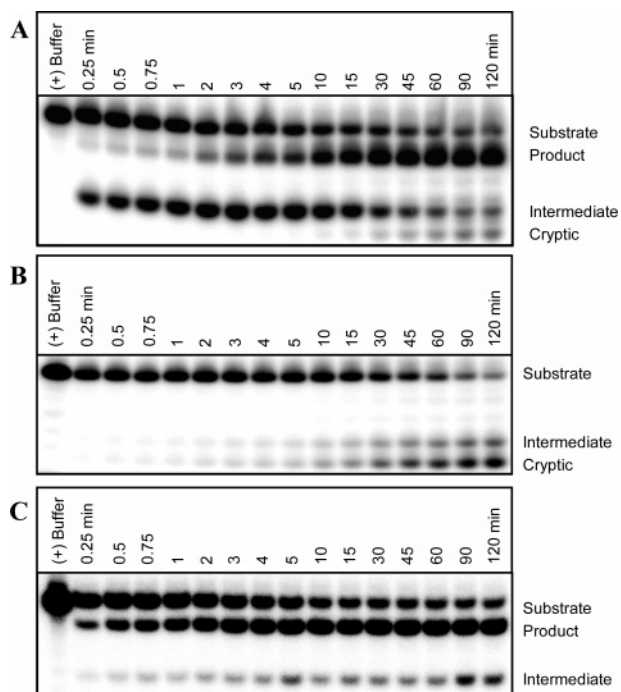 A
(+) Buffer 0.25 min 0.5 0.75 1 2 3 4 5 10 15 30 45 60 90 120 min
Substrate
Product
Intermediate
Cryptic
B
(+) Buffer 0.25 min 0.5 0.75 1 2 3 4 5 10 15 30 45 60 90 120 min
Substrate
Intermediate
Cryptic
C
(+) Buffer 0.25 min 0.5 0.75 1 2 3 4 5 10 15 30 45 60 90 120 min
Substrate
Product
Intermediate